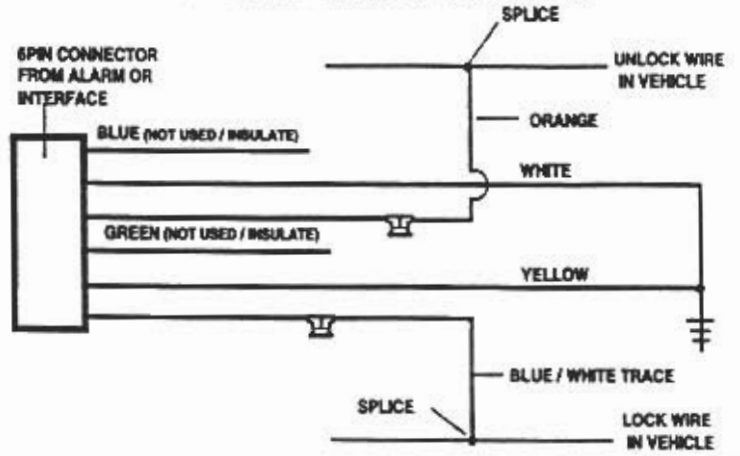 SPLICE
6PIN CONNECTOR
FROM ALARM OR
INTERFACE
UNLOCK WIRE
IN VEHICLE
ORANGE
BLUE (NOT USED / INSULATE)
WHITE
GREEN (NOT USED / INSULATE)
YELLOW
BLUE / WHITE TRACE
SPLICE
LOCK WIRE
IN VEHICLE